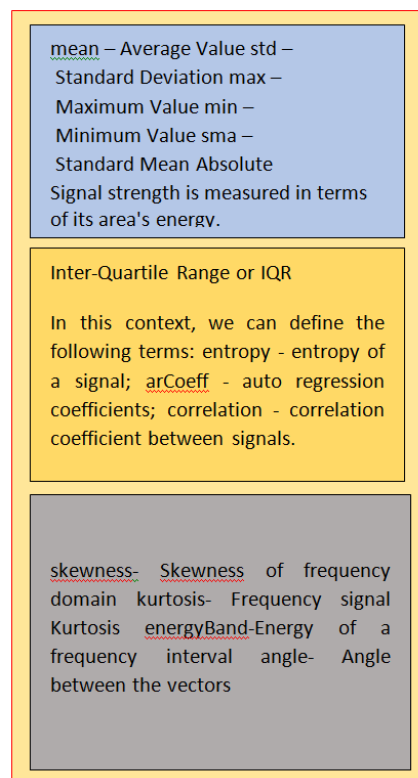 mean – Average Value std –
Standard Deviation max –
Maximum Value min –
Minimum Value sma –
Standard Mean Absolute
Signal strength is measured in terms
of its area's energy.
Inter-Quartile Range or IQR
In this context, we can define the
following terms: entropy - entropy of
a signal; arCoeff - auto regression
coefficients; correlation - correlation
coefficient between signals.
skewness- Skewness of frequency
domain kurtosis- Frequency signal
Kurtosis energyBand-Energy of a
frequency interval angle- Angle
between the vectors